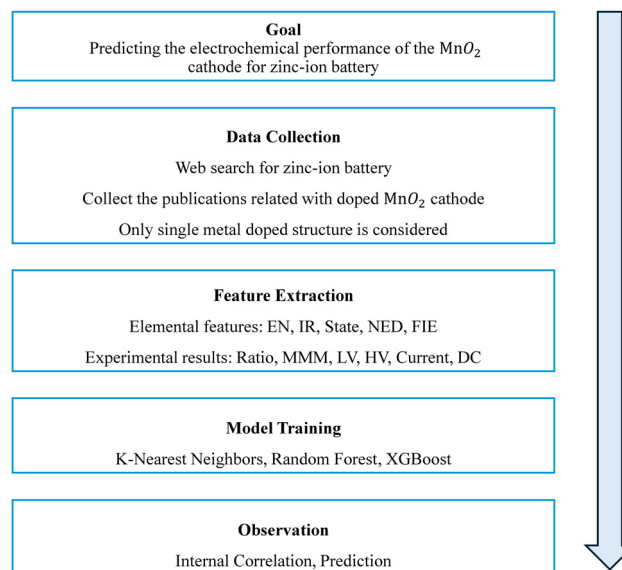 Goal
Predicting the electrochemical performance of the MnO₂
cathode for zinc-ion battery
Data Collection
Web search for zinc-ion battery
Collect the publications related with doped MnO₂ cathode
Only single metal doped structure is considered
Feature Extraction
Elemental features: EN, IR, State, NED, FIE
Experimental results: Ratio, MMM, LV, HV, Current, DC
Model Training
K-Nearest Neighbors, Random Forest, XGBoost
Observation
Internal Correlation, Prediction